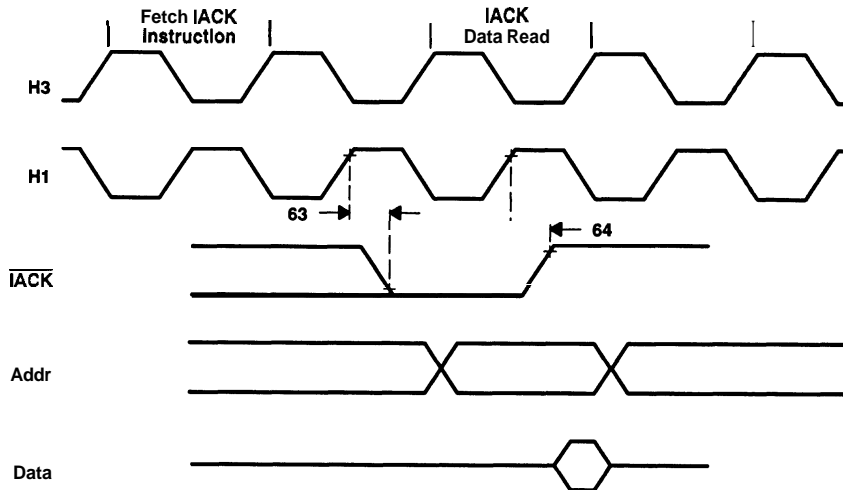 Fetch IACK
Instruction
IACK
Data Read
H3
H1
63
64
IACK
Addr
Data